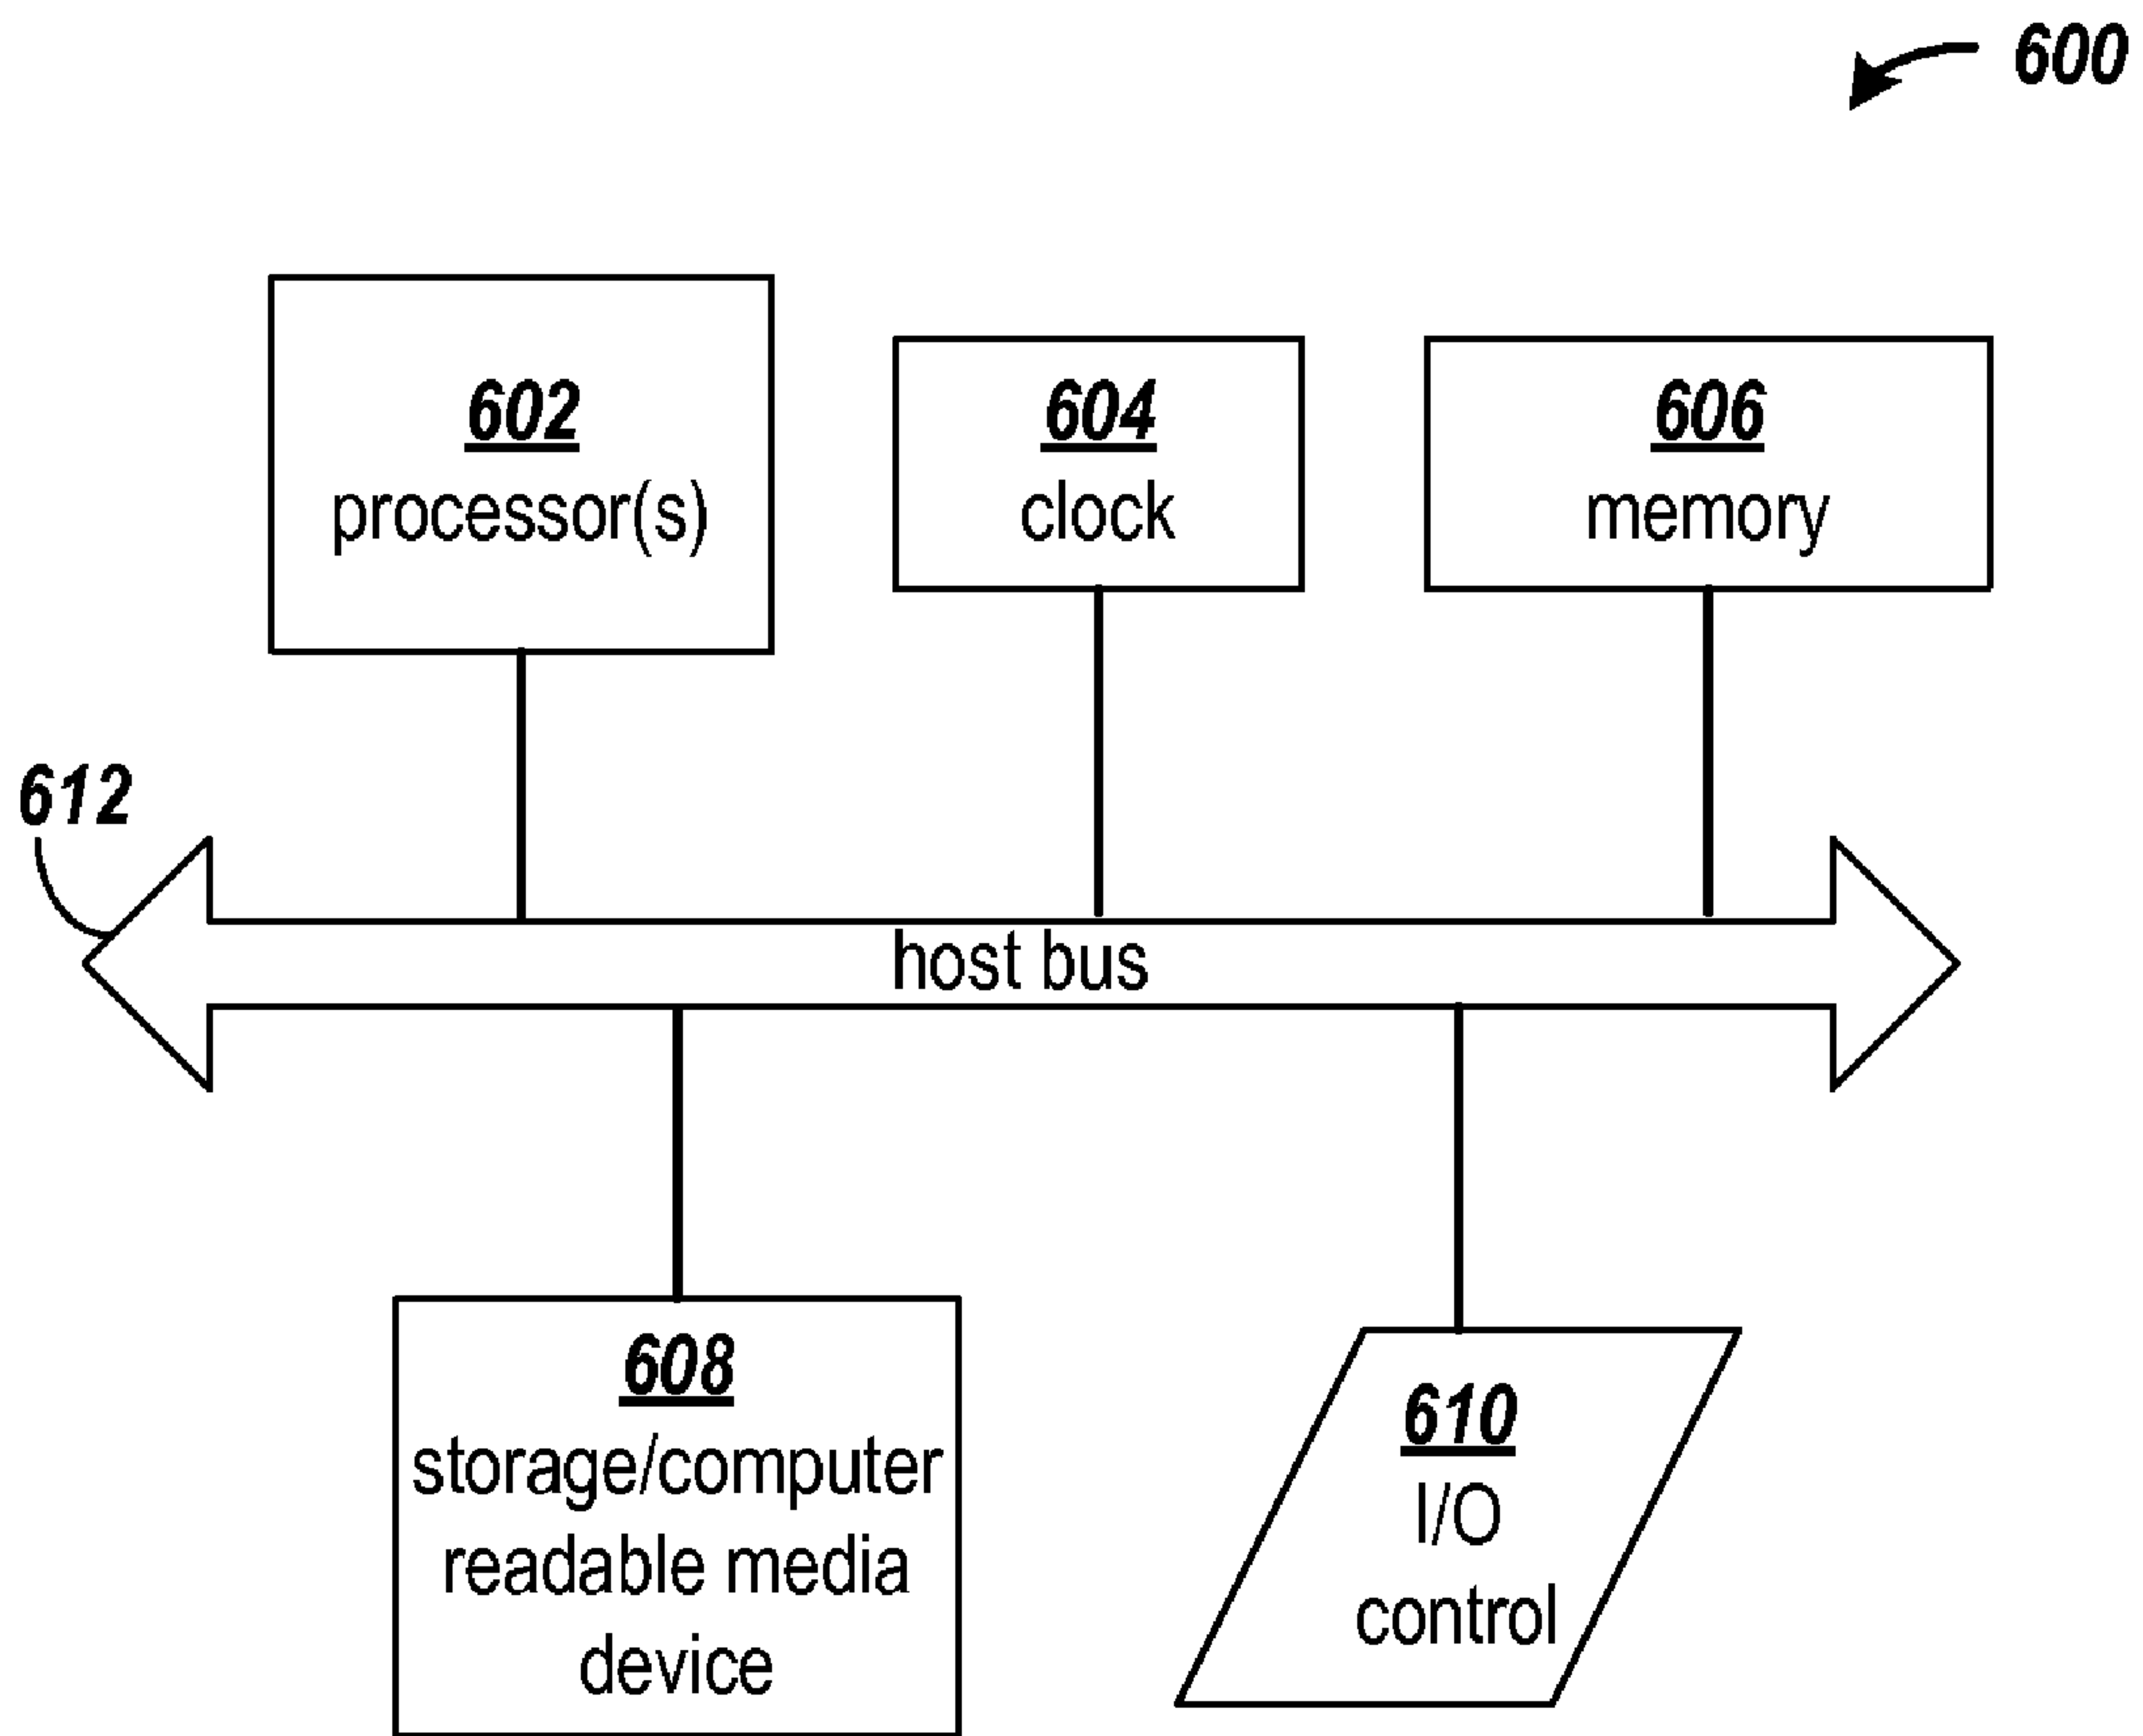 600
602
processor(s)
604
clock
606
memory
612
host bus
608
storage/computer
readable media
device
610
I/O
control